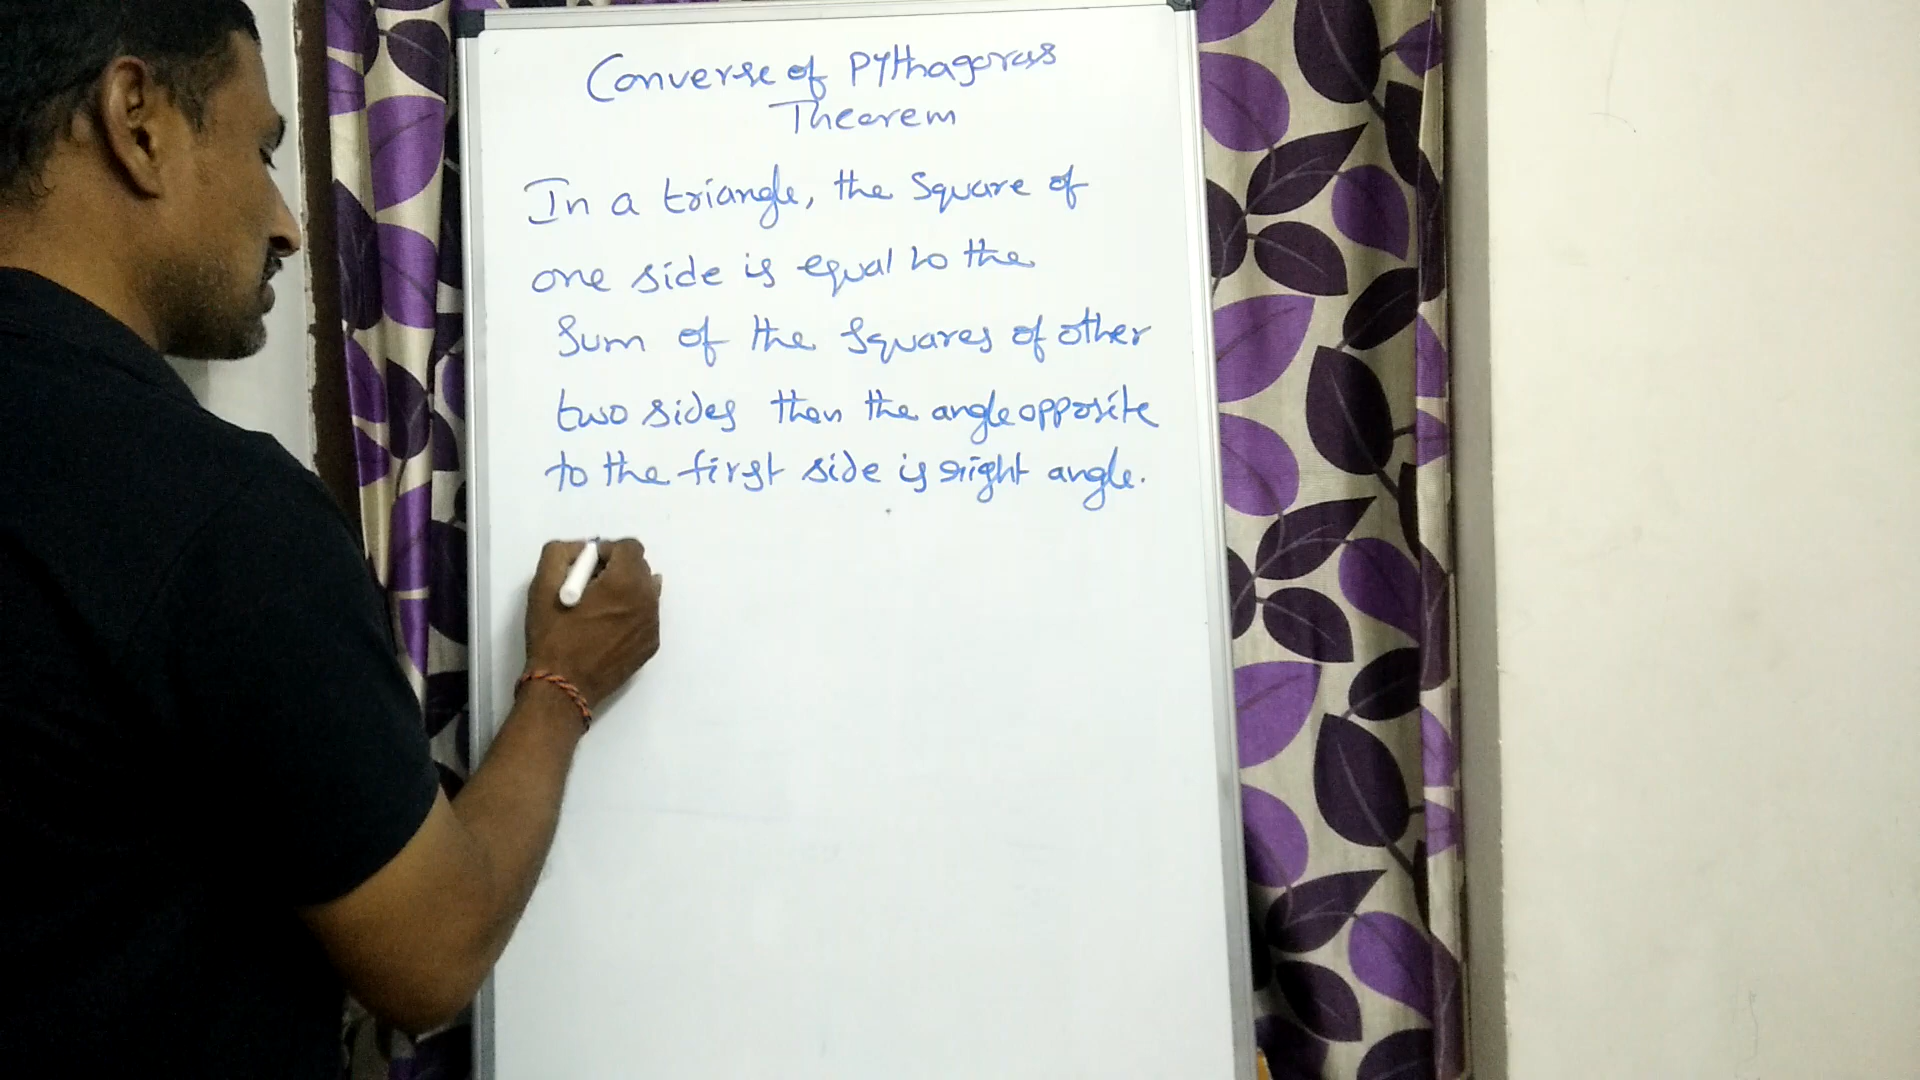 Converse of Pythagoras
Theorem
In a triangle, the square of
one side is equal to the
Sum of the squares of other
two sides then the angle opposite
to the first side is right angle.